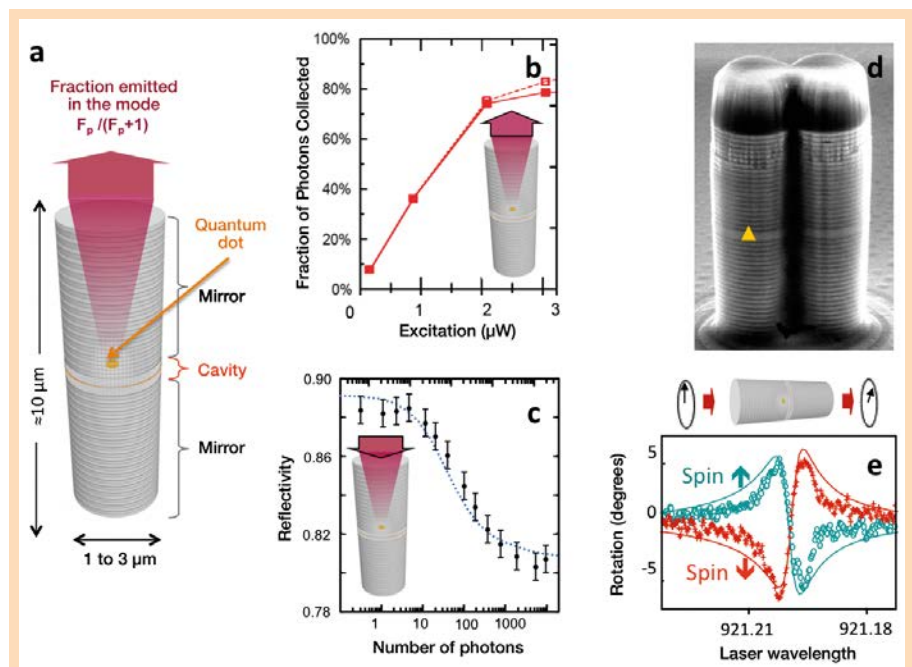 a
Fraction emitted
in the mode
Fp /(Fp+1)
Quantum
dot
Mirror
Cavity
Mirror
≈10 µm
1 to 3 µm
b
Fraction of Photons Collected
100%
80%
60%
40%
20%
0%
0
1
2
3
Excitation (µW)
c
Reflectivity
0.90
0.86
0.82
0.78
1
10
100
1000
Number of photons
d
e
Rotation (degrees)
5
0
-5
Spin
Spin
921.21
921.18
Laser wavelength